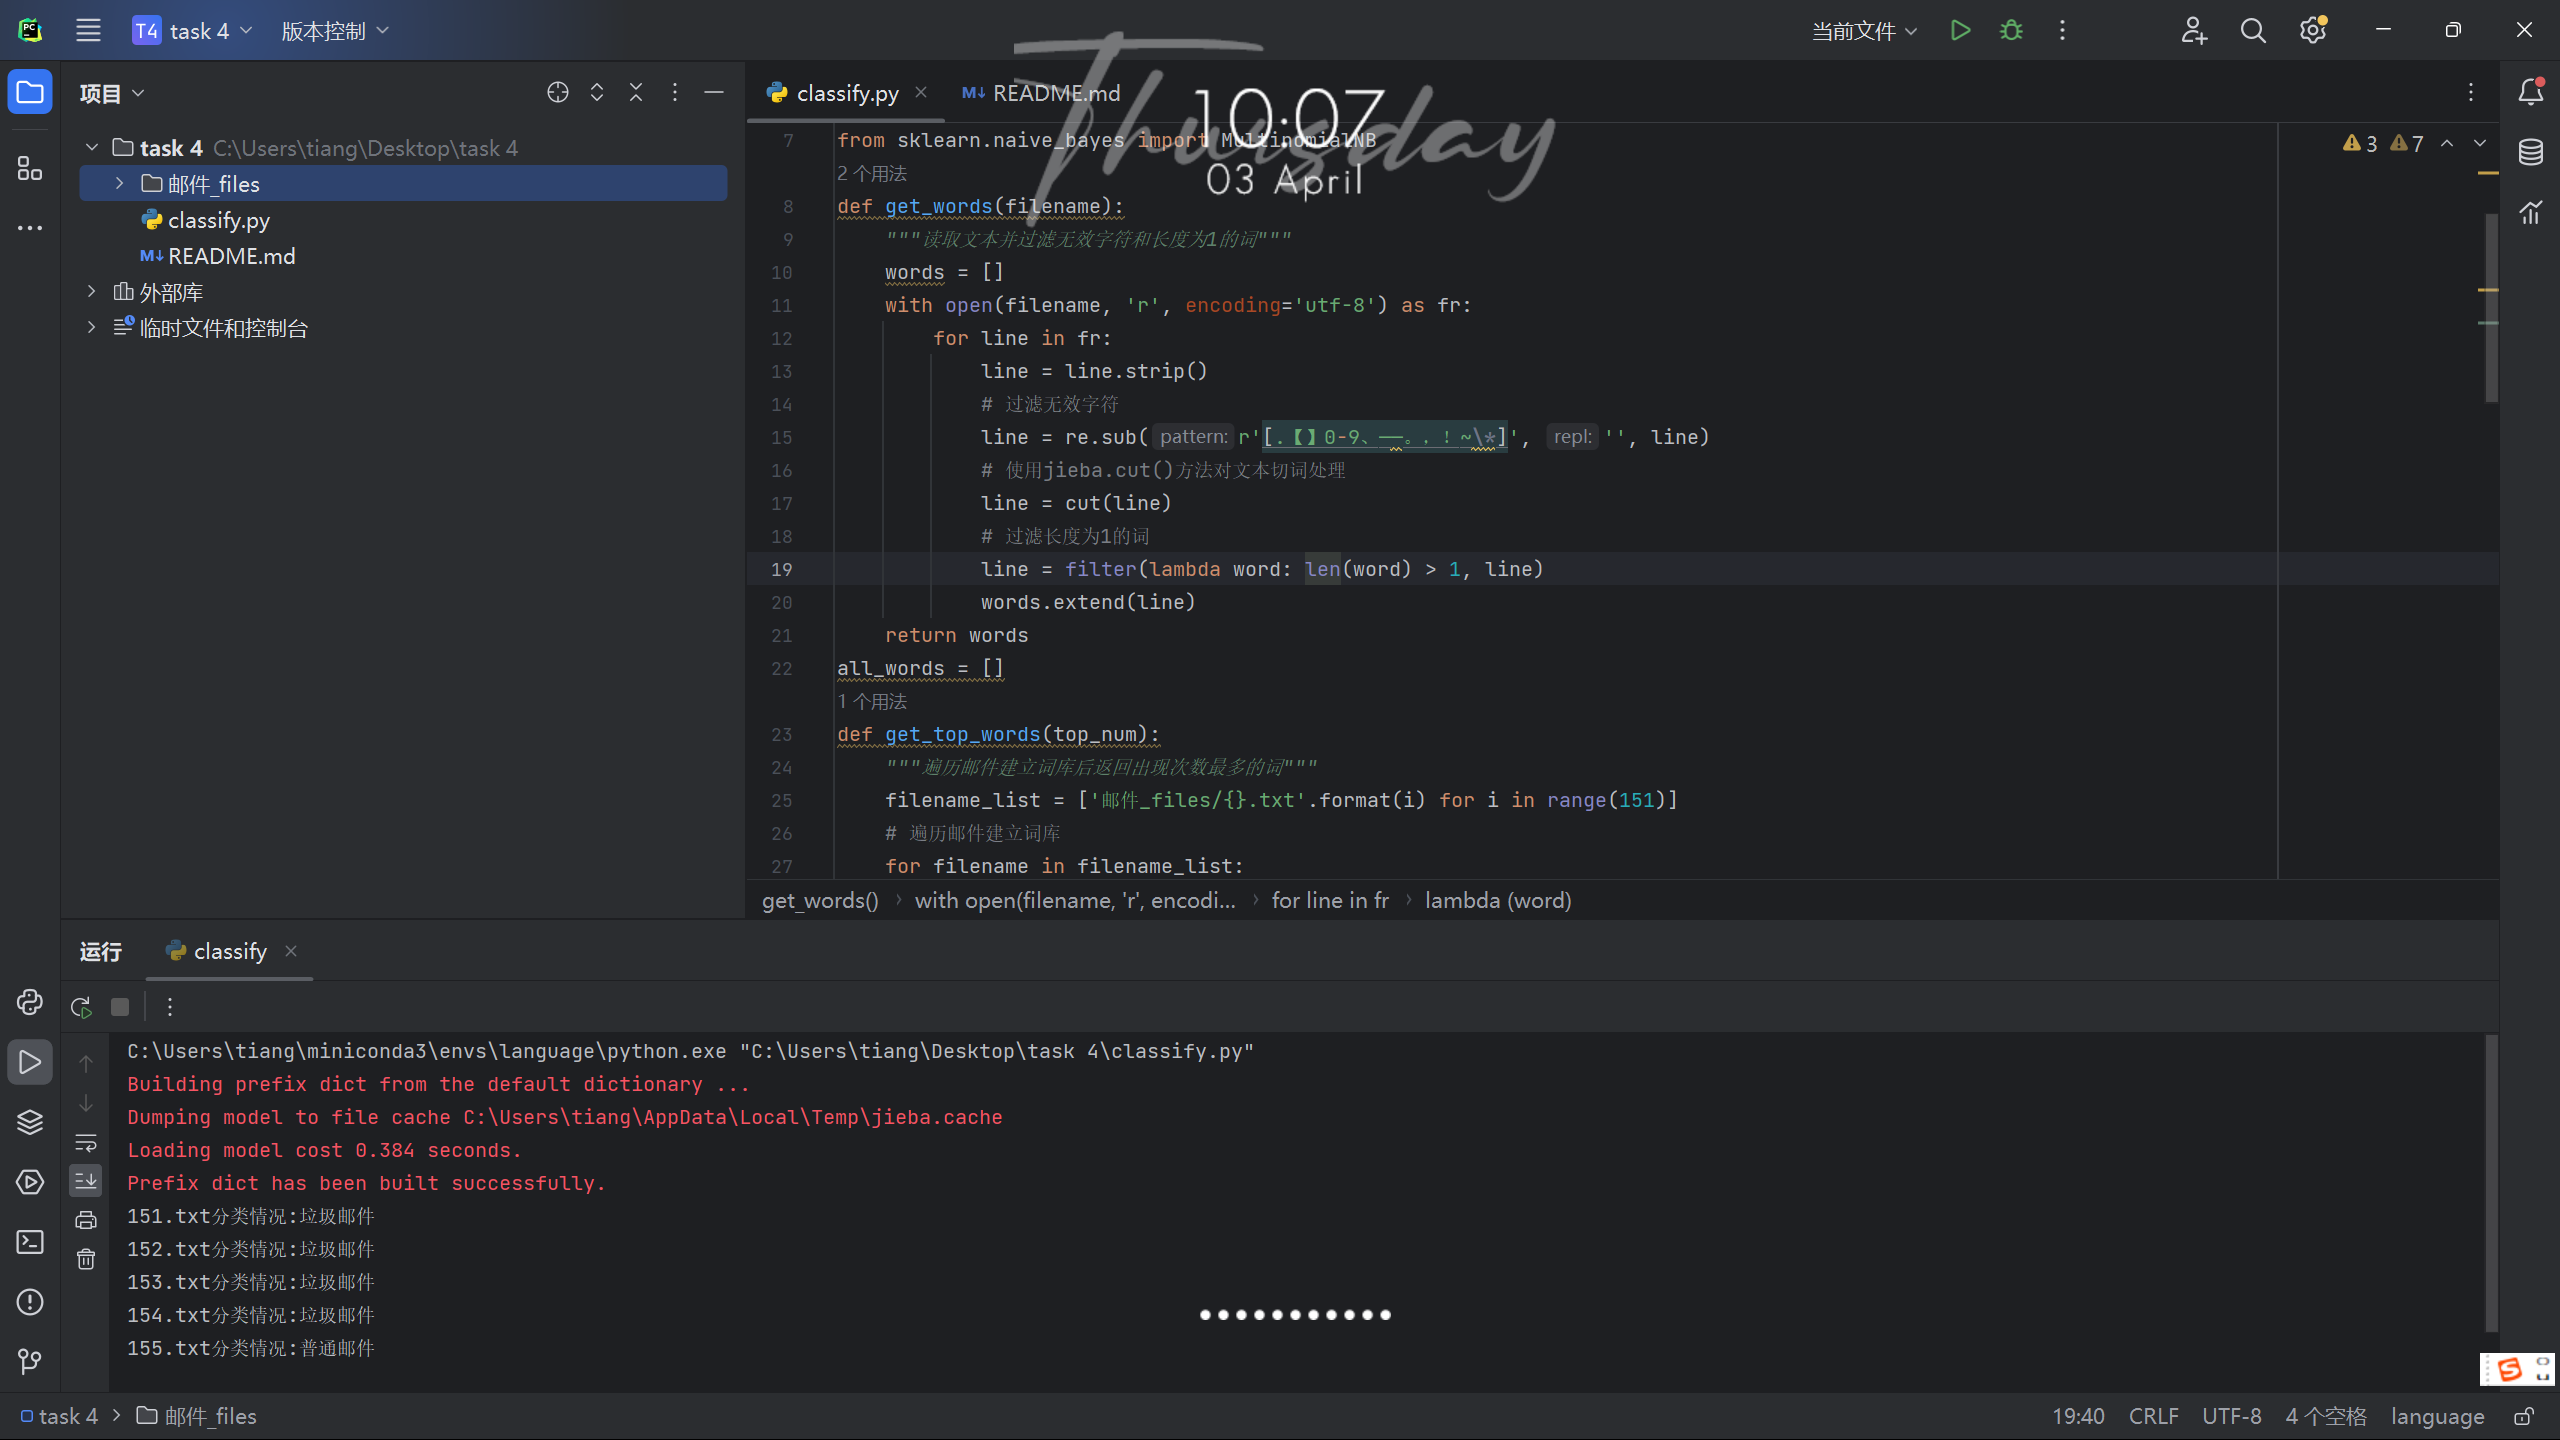 T4 task 4 版本控制
当前文件
Thursday
10:07
03 April
项目
task 4 C:\Users\tiang\Desktop\task 4
邮件_files
classify.py
README.md
外部库
临时文件和控制台
classify.py README.md
3 7
7 from sklearn.naive_bayes import MultinomialNB
2 个用法
8 def get_words(filename):
9 """读取文本并过滤无效字符和长度为1的词"""
10 words = []
11 with open(filename, 'r', encoding='utf-8') as fr:
12 for line in fr:
13 line = line.strip()
14 # 过滤无效字符
15 line = re.sub( pattern: r'[.【】0-9、——。，！~\*]', repl: '', line)
16 # 使用jieba.cut()方法对文本切词处理
17 line = cut(line)
18 # 过滤长度为1的词
19 line = filter(lambda word: len(word) > 1, line)
20 words.extend(line)
21 return words
22 all_words = []
1 个用法
23 def get_top_words(top_num):
24 """遍历邮件建立词库后返回出现次数最多的词"""
25 filename_list = ['邮件_files/{}.txt'.format(i) for i in range(151)]
26 # 遍历邮件建立词库
27 for filename in filename_list:
get_words() with open(filename, 'r', encodi... for line in fr lambda (word)
运行 classify
C:\Users\tiang\miniconda3\envs\language\python.exe "C:\Users\tiang\Desktop\task 4\classify.py"
Building prefix dict from the default dictionary ...
Dumping model to file cache C:\Users\tiang\AppData\Local\Temp\jieba.cache
Loading model cost 0.384 seconds.
Prefix dict has been built successfully.
151.txt分类情况:垃圾邮件
152.txt分类情况:垃圾邮件
153.txt分类情况:垃圾邮件
154.txt分类情况:垃圾邮件
155.txt分类情况:普通邮件
task 4 邮件_files
19:40 CRLF UTF-8 4 个空格 language